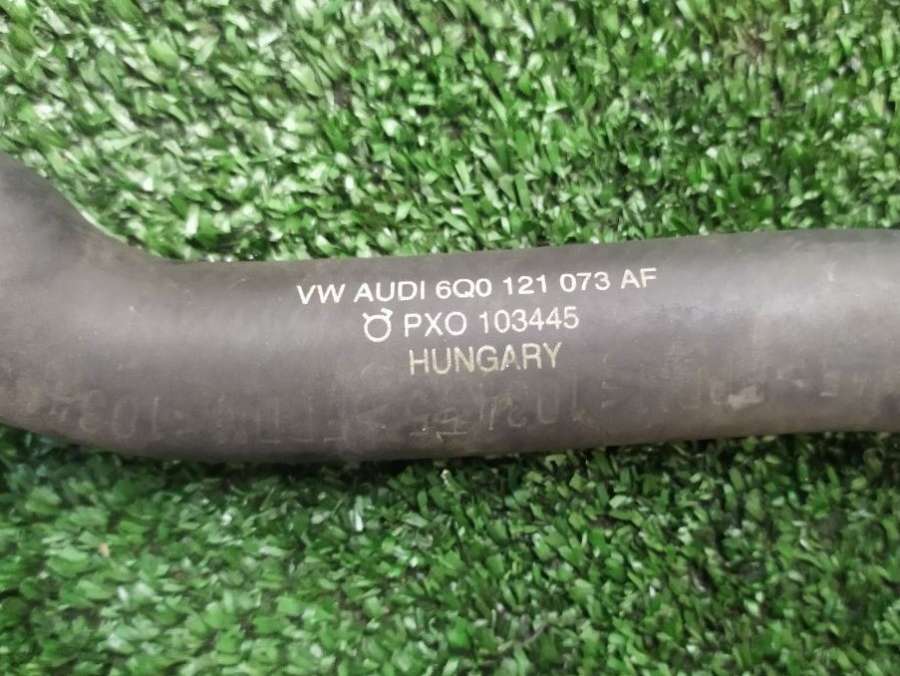 VW AUDI 6Q0 121 073 AF
PXO 103445
HUNGARY